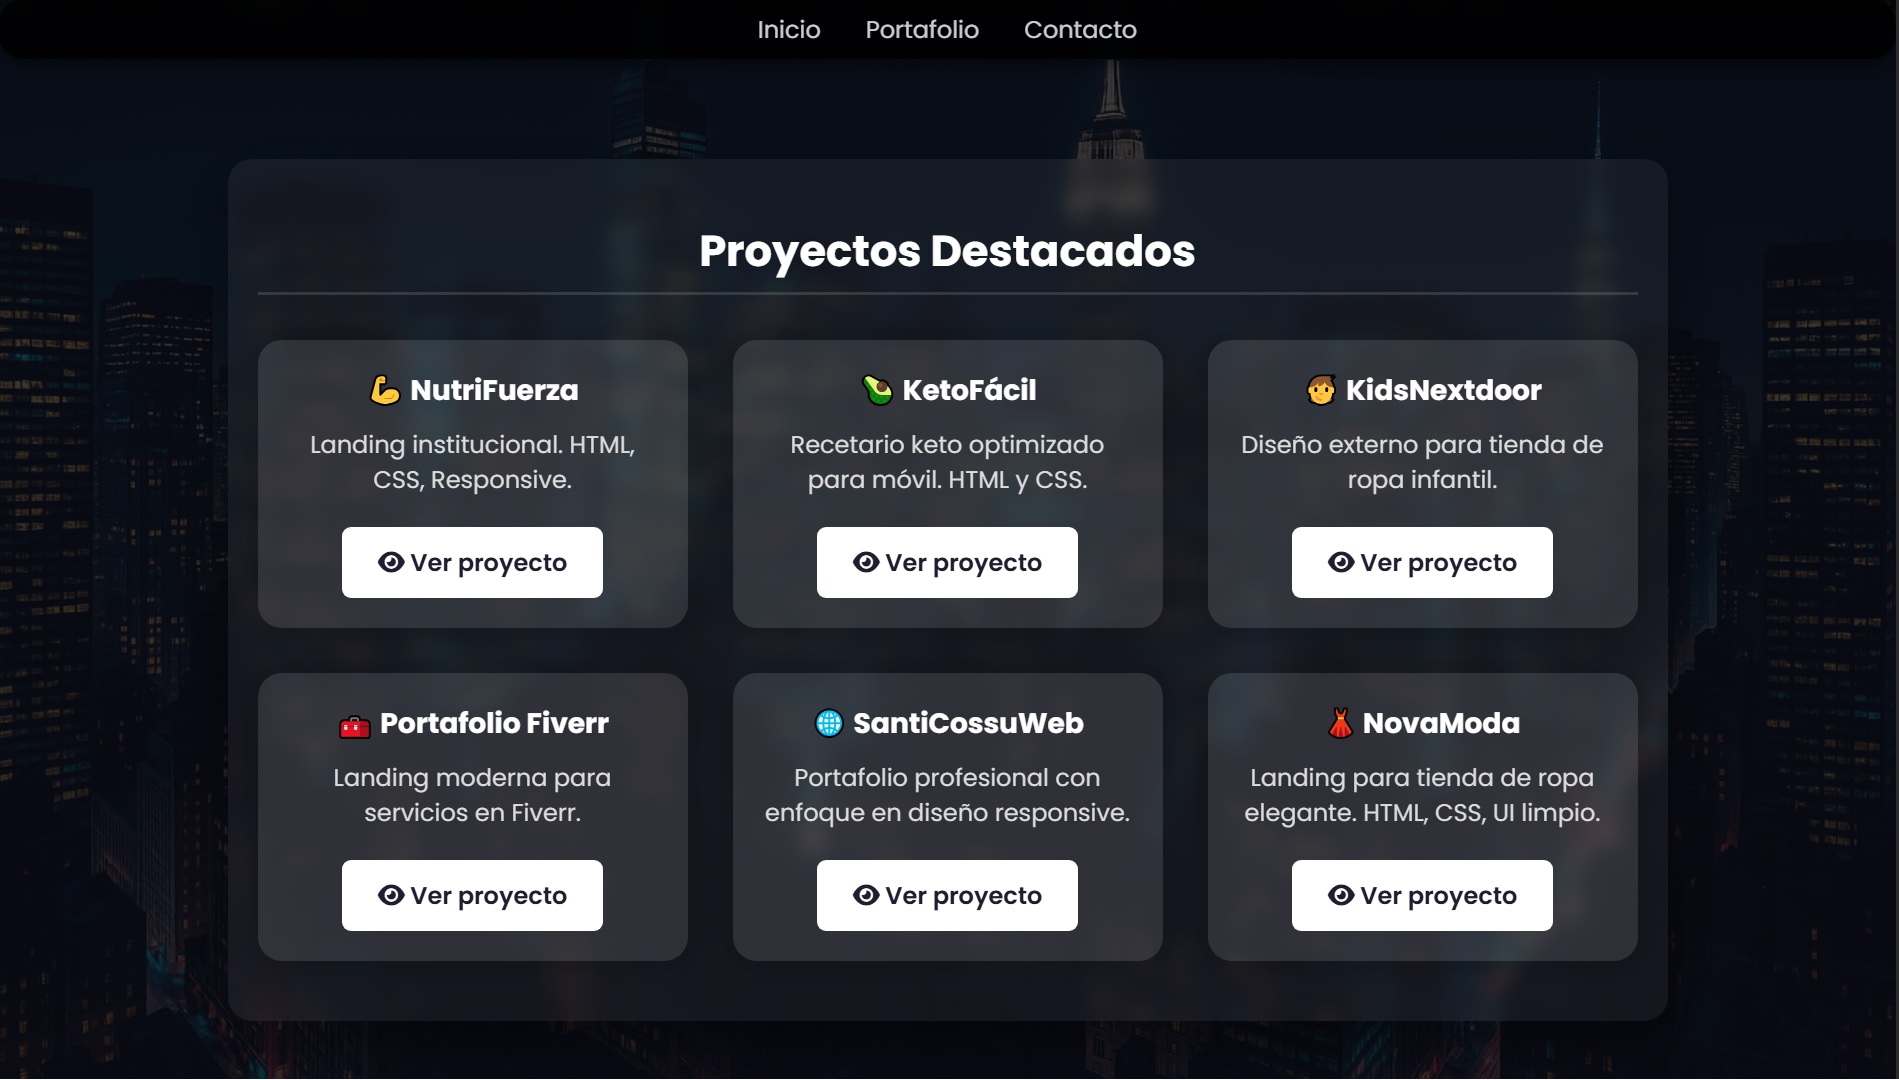 Inicio Portafolio Contacto
Proyectos Destacados
💪 NutriFuerza
Landing institucional. HTML,
CSS, Responsive.
Ver proyecto
🥑 KetoFácil
Recetario keto optimizado
para móvil. HTML y CSS.
Ver proyecto
🧒 KidsNextdoor
Diseño externo para tienda de
ropa infantil.
Ver proyecto
🧰 Portafolio Fiverr
Landing moderna para
servicios en Fiverr.
Ver proyecto
🌐 SantiCossuWeb
Portafolio profesional con
enfoque en diseño responsive.
Ver proyecto
👗 NovaModa
Landing para tienda de ropa
elegante. HTML, CSS, UI limpio.
Ver proyecto